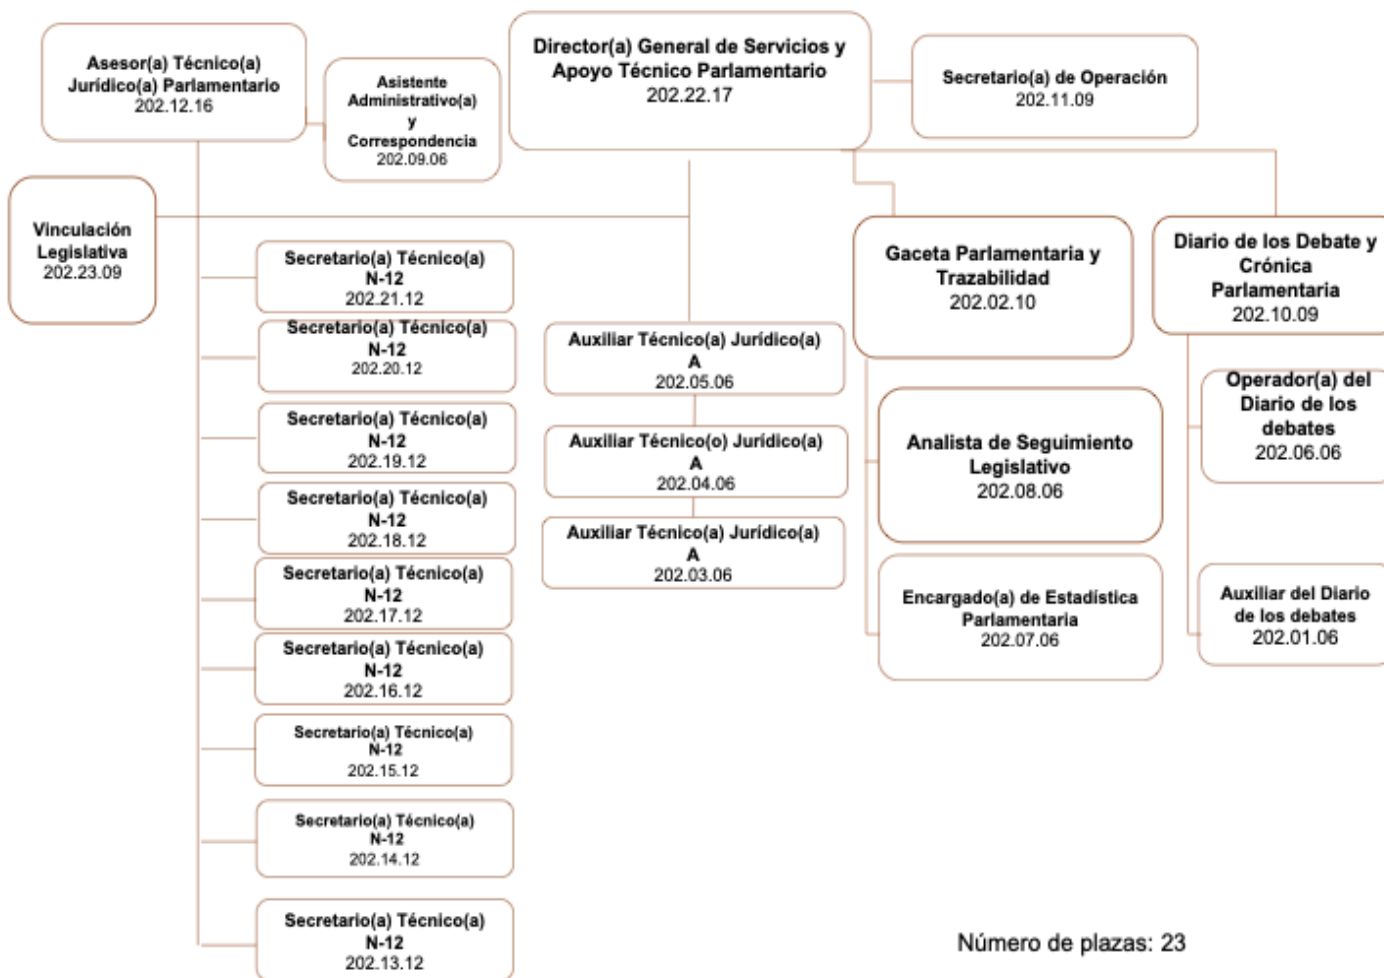 Asesor(a) Técnico(a)
Jurídico(a) Parlamentario
202.12.16
Asistente
Administrativo(a)
y
Correspondencia
202.09.06
Director(a) General de Servicios y
Apoyo Técnico Parlamentario
202.22.17
Secretario(a) de Operación
202.11.09
Vinculación
Legislativa
202.23.09
Secretario(a) Técnico(a)
N-12
202.21.12
Secretario(a) Técnico(a)
N-12
202.20.12
Secretario(a) Técnico(a)
N-12
202.19.12
Secretario(a) Técnico(a)
N-12
202.18.12
Secretario(a) Técnico(a)
N-12
202.17.12
Secretario(a) Técnico(a)
N-12
202.16.12
Secretario(a) Técnico(a)
N-12
202.15.12
Secretario(a) Técnico(a)
N-12
202.14.12
Secretario(a) Técnico(a)
N-12
202.13.12
Auxiliar Técnico(a) Jurídico(a)
A
202.05.06
Auxiliar Técnico(o) Jurídico(a)
A
202.04.06
Auxiliar Técnico(a) Jurídico(a)
A
202.03.06
Gaceta Parlamentaria y
Trazabilidad
202.02.10
Analista de Seguimiento
Legislativo
202.08.06
Encargado(a) de Estadística
Parlamentaria
202.07.06
Diario de los Debate y
Crónica
Parlamentaria
202.10.09
Operador(a) del
Diario de los
debates
202.06.06
Auxiliar del Diario
de los debates
202.01.06
Número de plazas: 23